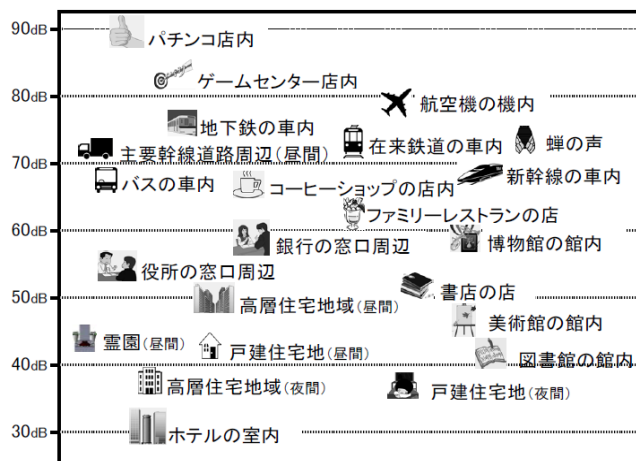 90dB
パチンコ店内
ゲームセンター店内
80dB
航空機の機内
地下鉄の車内
在来鉄道の車内
蝉の声
主要幹線道路周辺(昼間)
70dB
バスの車内
コーヒーショップの店内
新幹線の車内
ファミリーレストランの店
60dB
銀行の窓口周辺
博物館の館内
役所の窓口周辺
50dB
書店の店
高層住宅地域(昼間)
美術館の館内
霊園(昼間)
戸建住宅地(昼間)
図書館の館内
40dB
高層住宅地域(夜間)
戸建住宅地(夜間)
30dB
ホテルの室内